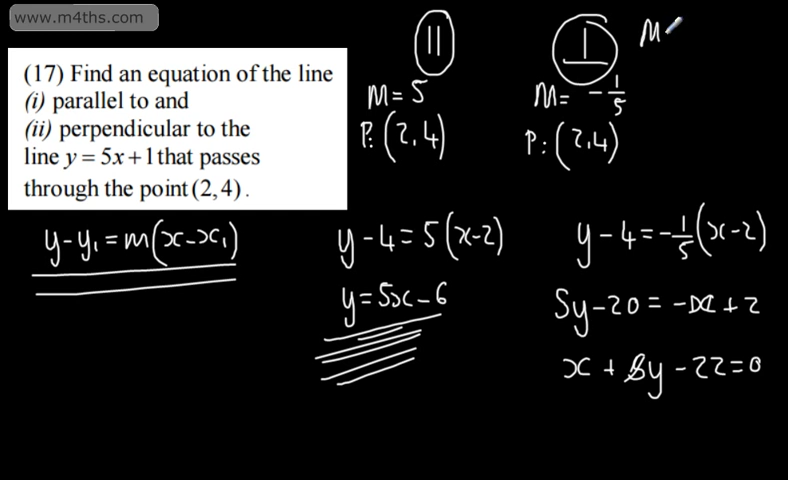 www.m4ths.com
(17) Find an equation of the line
(i) parallel to and
(ii) perpendicular to the
line y = 5x + 1 that passes
through the point (2, 4).
y - y₁ = m(x - x₁)
||
m = 5
P: (2, 4)
y - 4 = 5(x - 2)
y = 5x - 6
⊥
M
m = -1/5
P: (2, 4)
y - 4 = -1/5(x - 2)
5y - 20 = -x + 2
x + 5y - 22 = 0